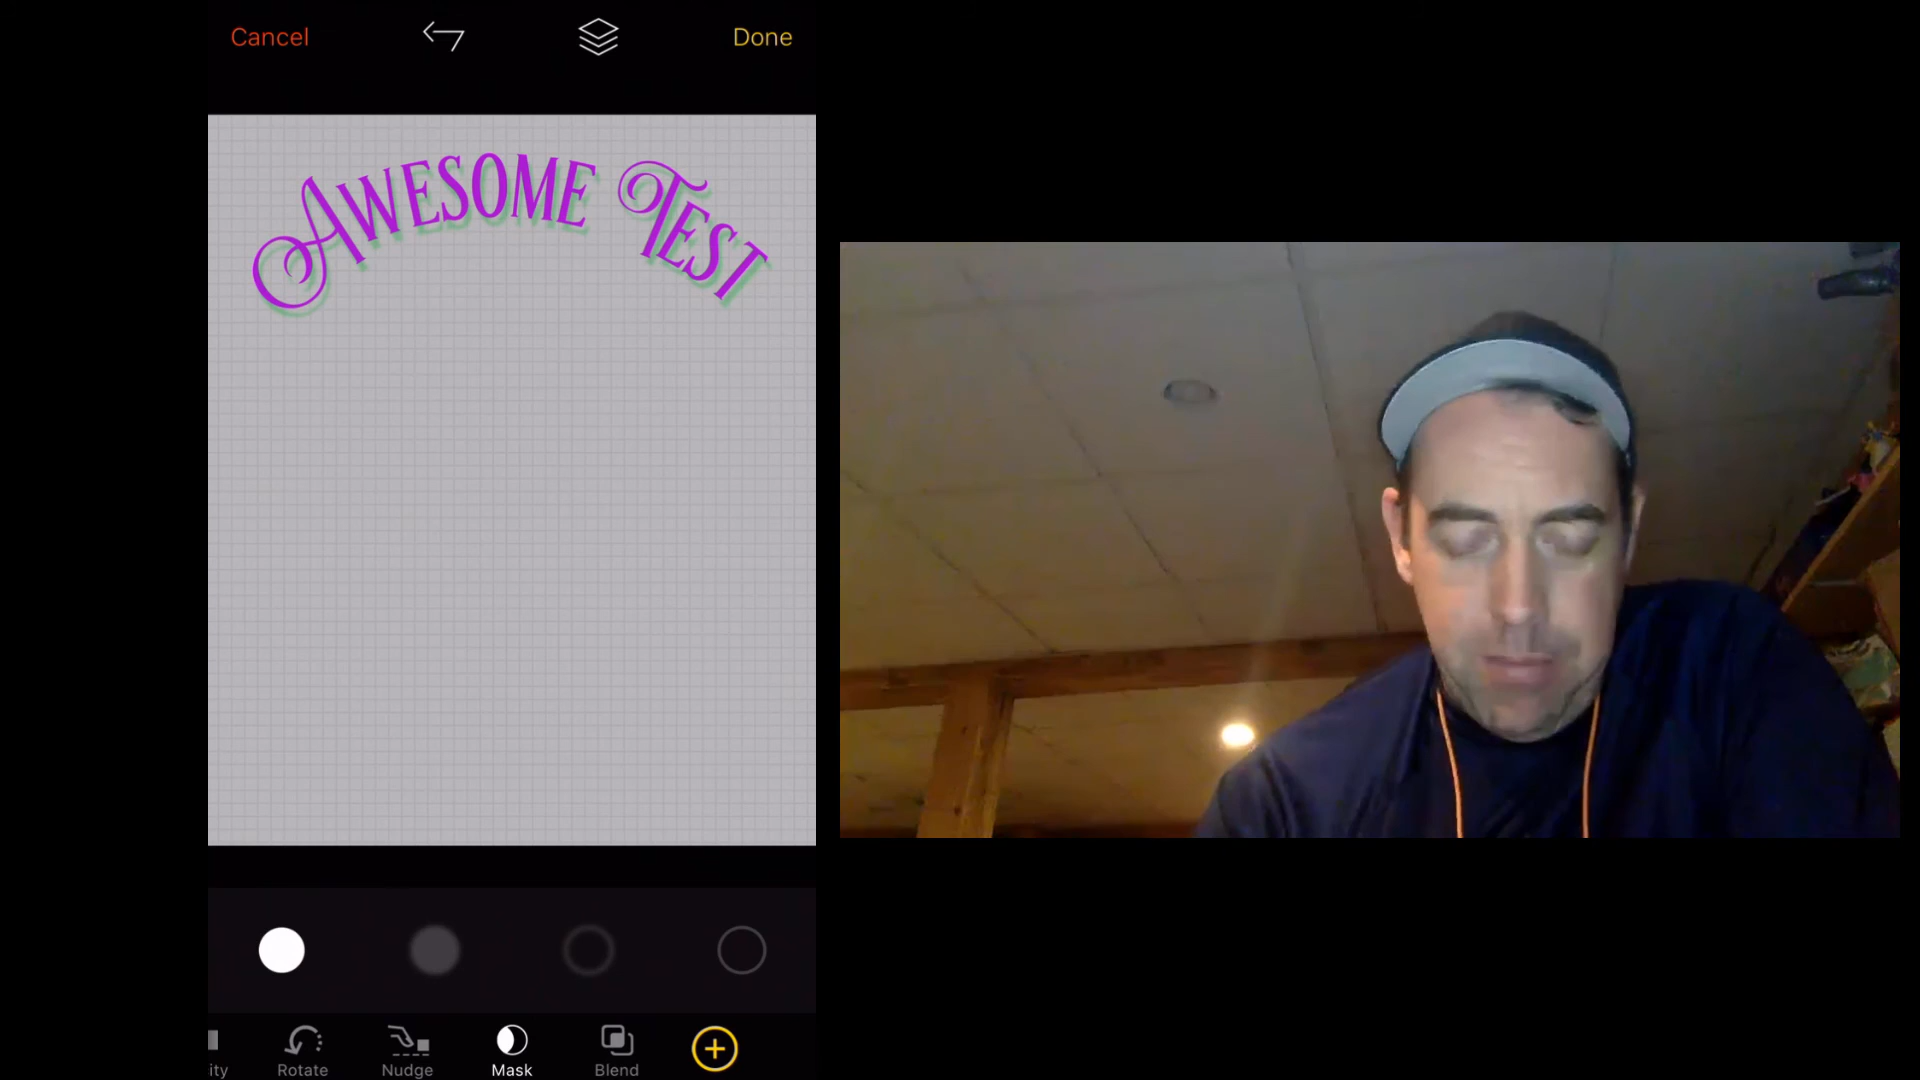 Cancel
Done
AWESOME TEST
ity
Rotate
Nudge
Mask
Blend